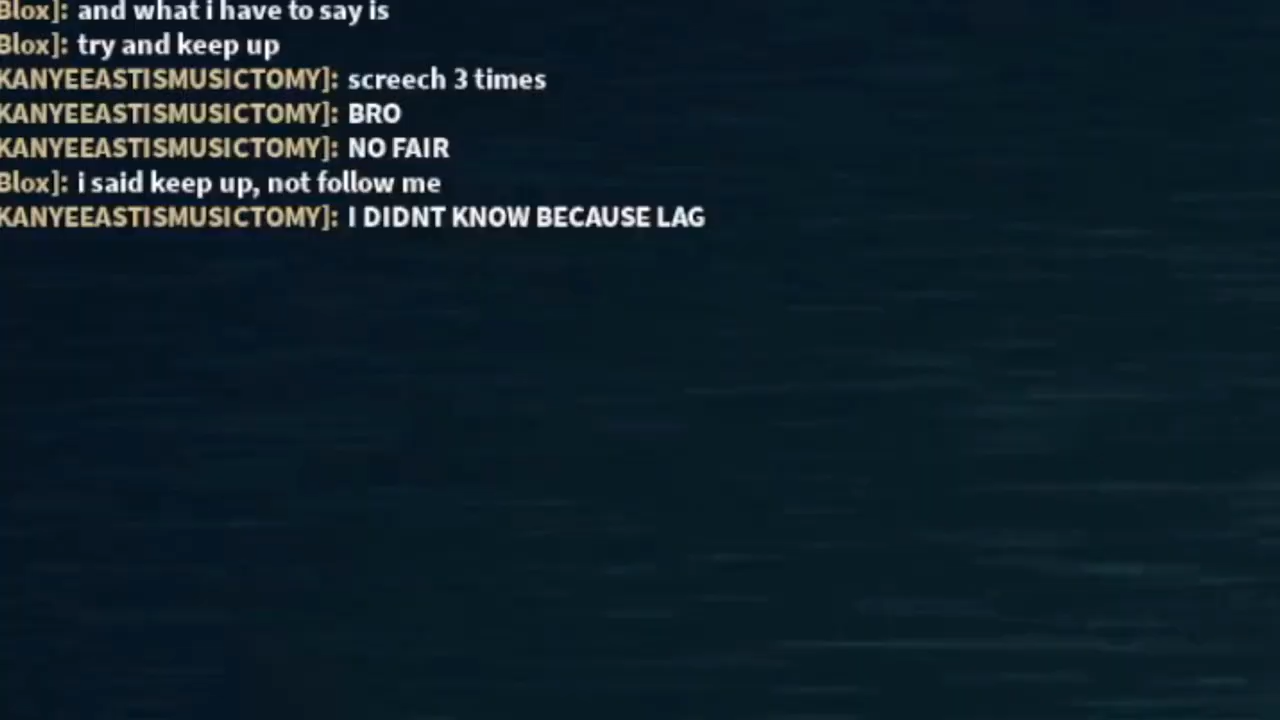 Blox]: and what i have to say is
Blox]: try and keep up
KANYEEASTISMUSICTOMY]: screech 3 times
KANYEEASTISMUSICTOMY]: BRO
KANYEEASTISMUSICTOMY]: NO FAIR
Blox]: i said keep up, not follow me
KANYEEASTISMUSICTOMY]: I DIDNT KNOW BECAUSE LAG